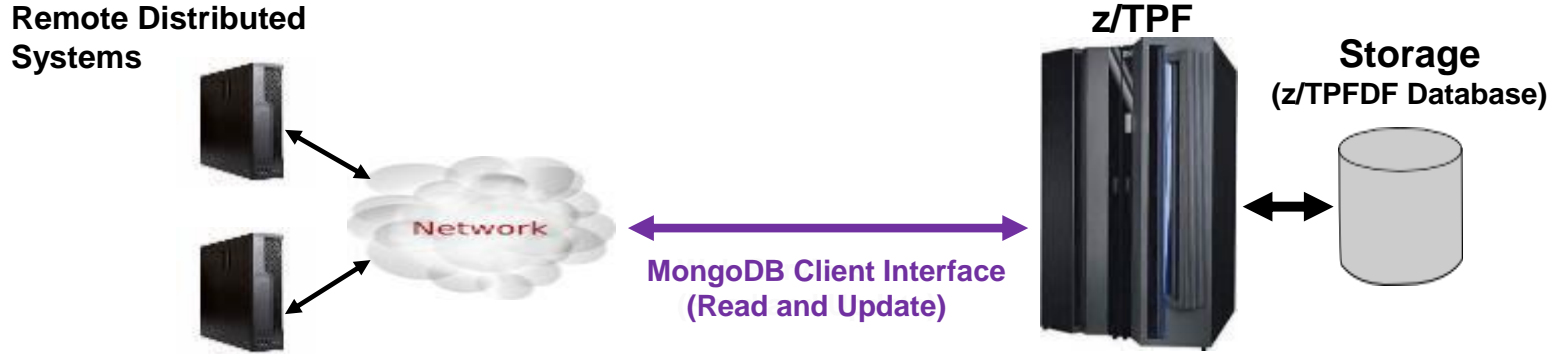 Remote Distributed
Systems
z/TPF
Storage
(z/TPFDF Database)
Network
MongoDB Client Interface
(Read and Update)